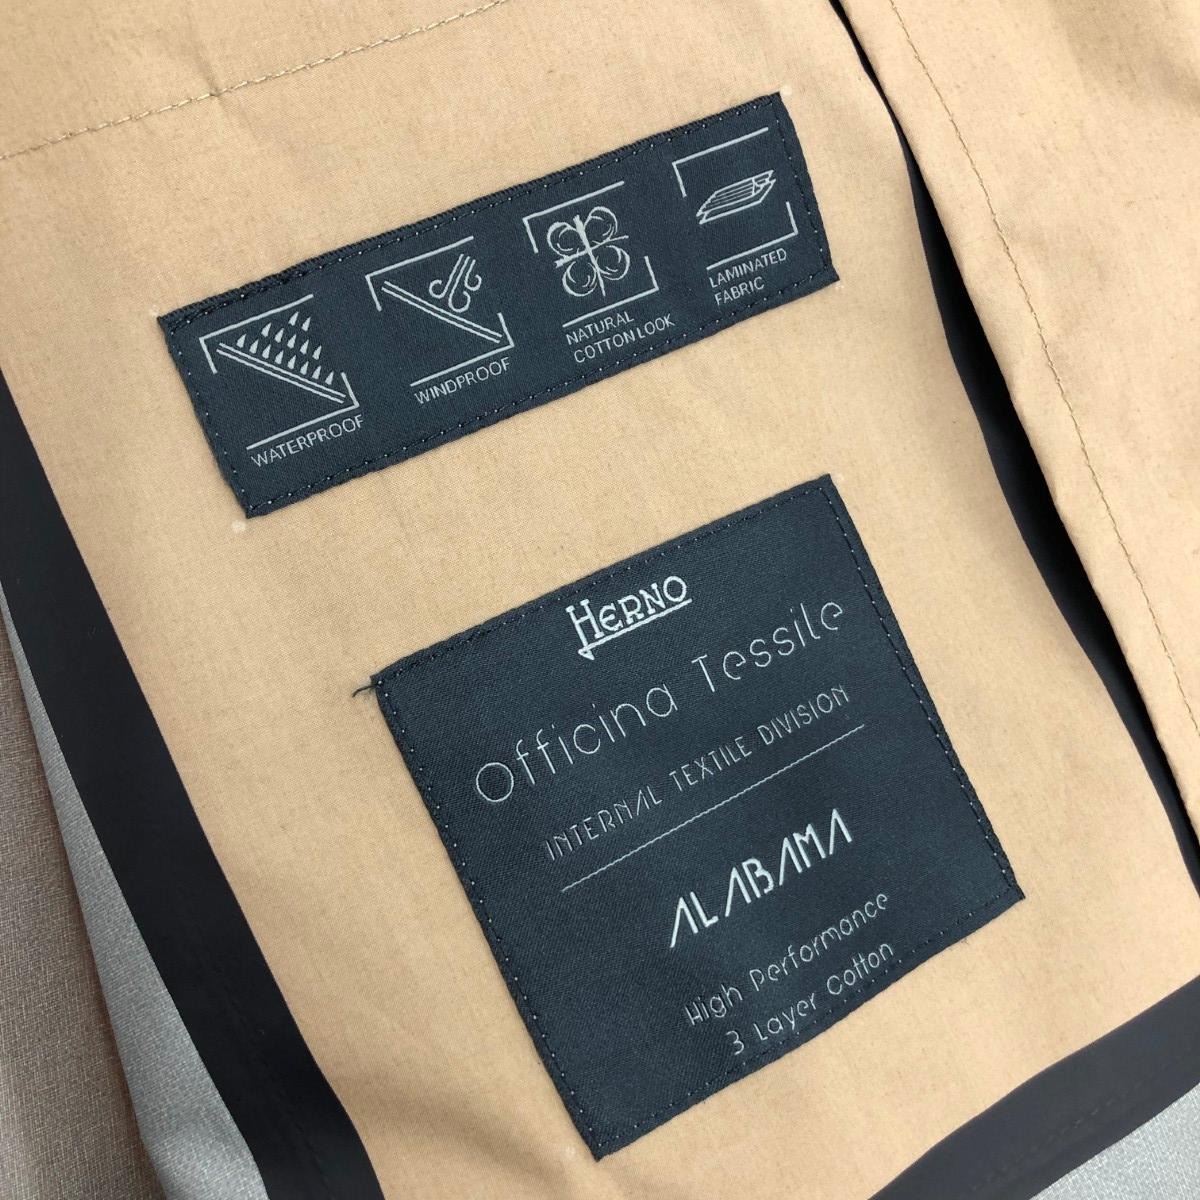 WATERPROOF
WINDPROOF
NATURAL
COTTON LOOK
LAMINATED
FABRIC
HERNO
Officina Tessile
INTERNAL TEXTILE DIVISION
ALABAMA
High Performance
3 Layer Cotton